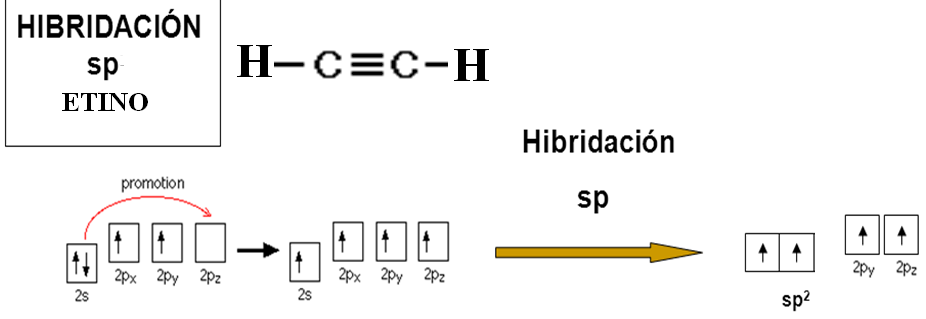 HIBRIDACIÓN
sp
ETINO
H–C≡C–H
Hibridación
sp
promotion
2s
2px 2py 2pz
2s
2px 2py 2pz
sp²
2py 2pz